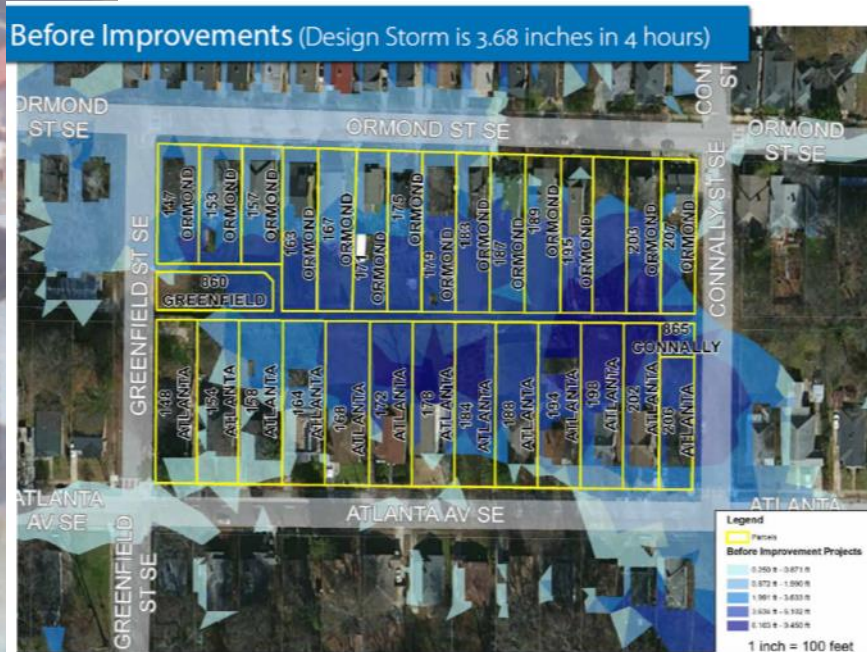 Before Improvements (Design Storm is 3.68 inches in 4 hours)
ORMOND
ST SE
ORMOND ST SE
CONNALLY ST SE
ORMOND
ST SE
147
ORMOND
153
ORMOND
157
ORMOND
163
ORMOND
167
ORMOND
171
ORMOND
175
ORMOND
179
ORMOND
183
ORMOND
187
ORMOND
189
ORMOND
195
ORMOND
203
ORMOND
207
ORMOND
GREENFIELD ST SE
860
GREENFIELD
865
CONNALLY
148
ATLANTA
154
ATLANTA
158
ATLANTA
164
ATLANTA
168
ATLANTA
172
ATLANTA
178
ATLANTA
184
ATLANTA
188
ATLANTA
194
ATLANTA
198
ATLANTA
202
206
ATLANTA
ATLANTA
AV SE
ATLANTA AV SE
ATLANTA
GREENFIELD
ST SE
Legend
Parcels
Before Improvement Projects
1 inch = 100 feet